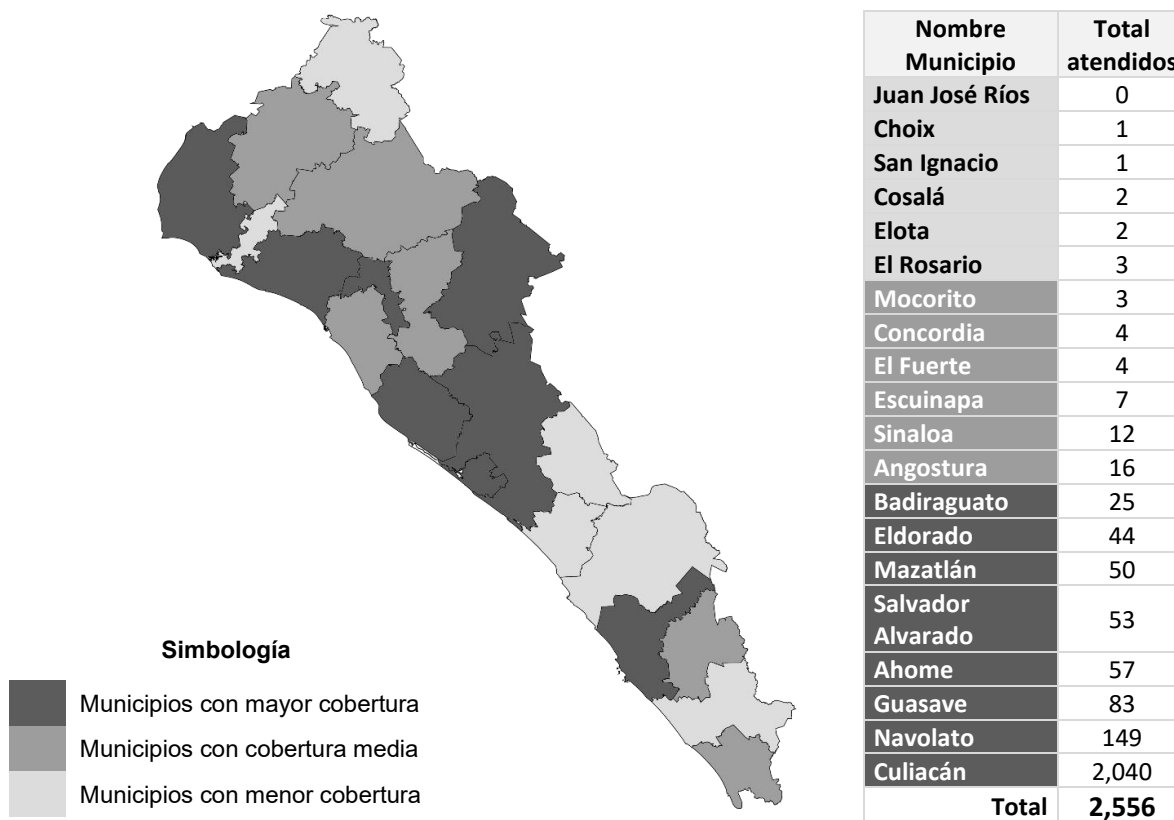 Nombre Municipio Total atendidos
Juan José Ríos 0
Choix 1
San Ignacio 1
Cosalá 2
Elota 2
El Rosario 3
Mocorito 3
Concordia 4
El Fuerte 4
Escuinapa 7
Sinaloa 12
Angostura 16
Badiraguato 25
Eldorado 44
Mazatlán 50
Salvador Alvarado 53
Ahome 57
Guasave 83
Navolato 149
Culiacán 2,040
Total 2,556
Simbología
Municipios con mayor cobertura
Municipios con cobertura media
Municipios con menor cobertura